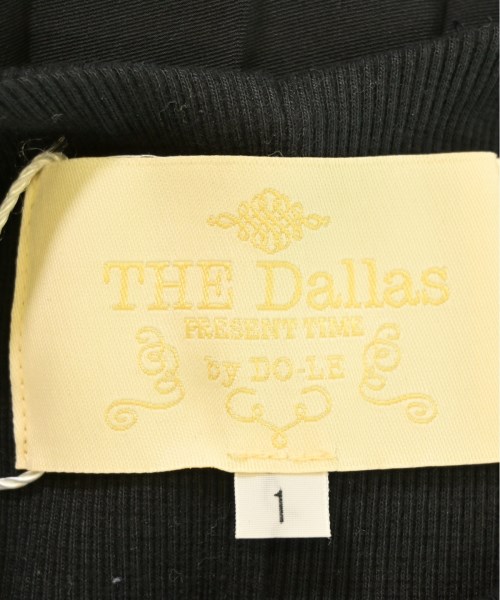 THE Dallas
PRESENT TIME
by DO-LE
1